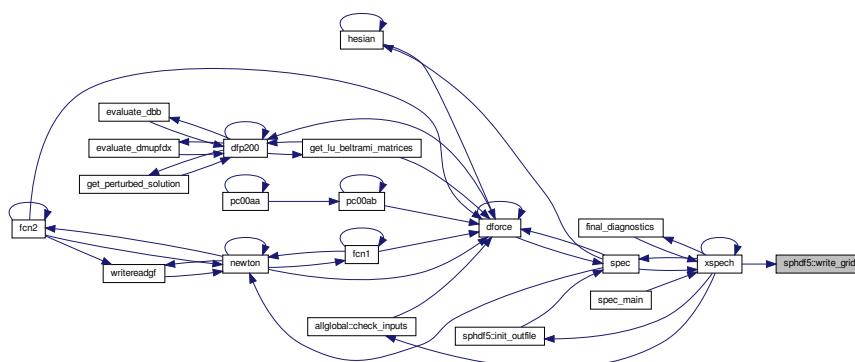 hesian
evaluate_dbb
evaluate_dmupfdx
dfp200
get_lu_beltrami_matrices
get_perturbed_solution
pc00aa
pc00ab
fcn2
dforce
final_diagnostics
fcn1
writereadgf
newton
spec
xspech
sphdf5::write_grid
spec_main
allglobal::check_inputs
sphdf5::init_outfile